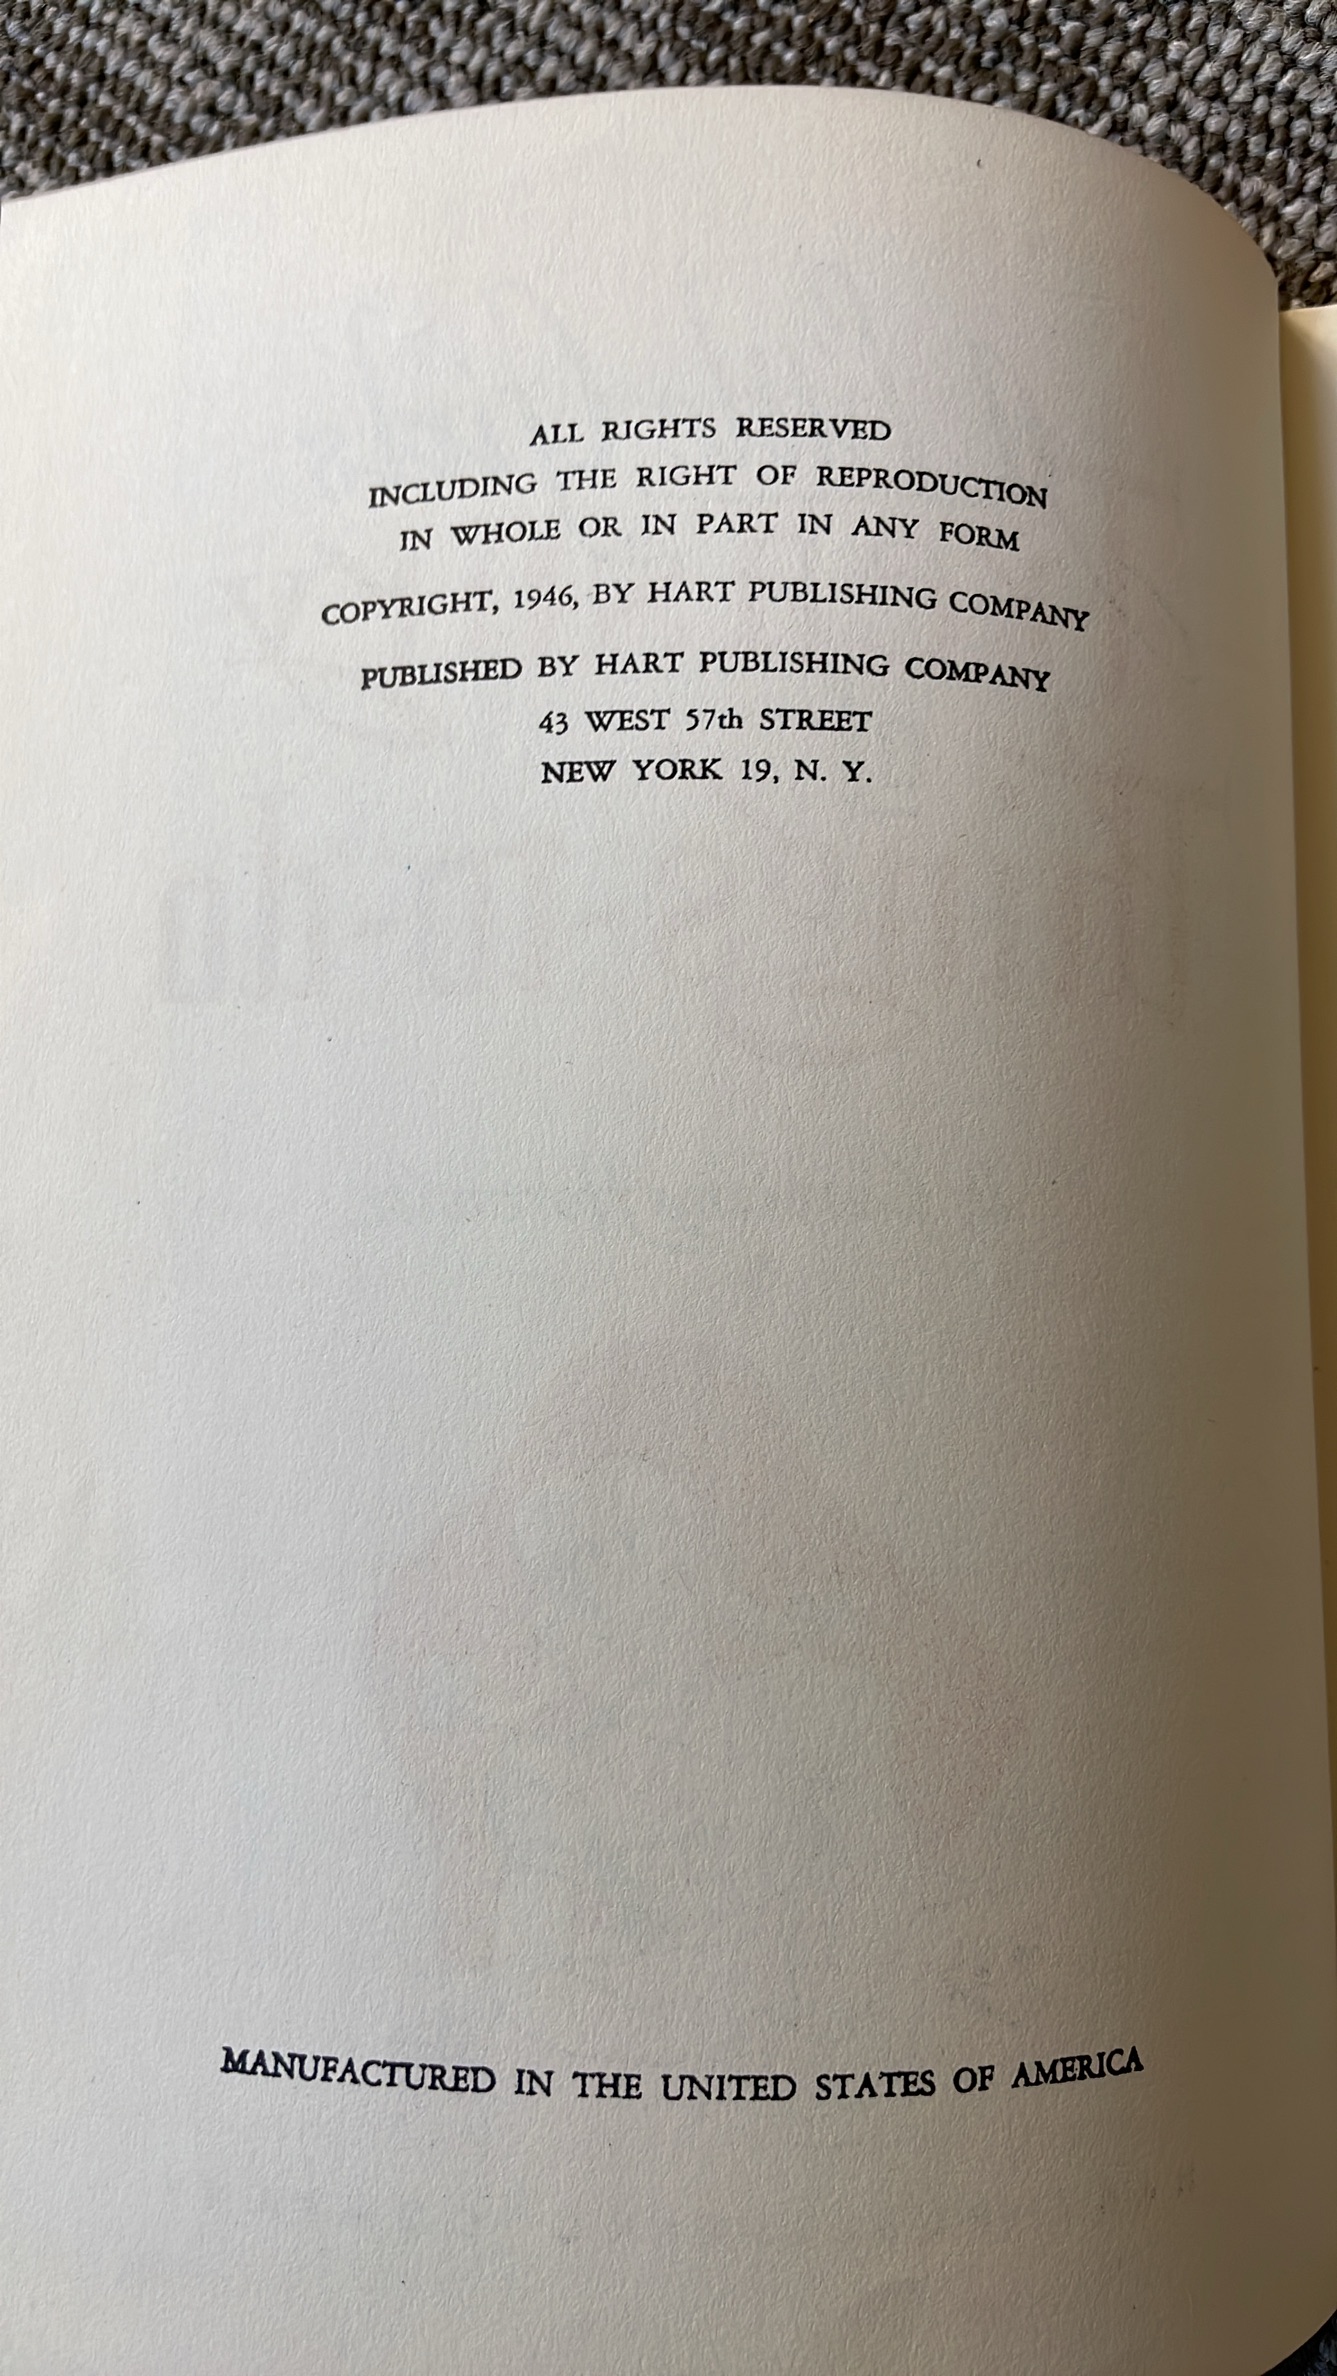 ALL RIGHTS RESERVED
INCLUDING THE RIGHT OF REPRODUCTION
IN WHOLE OR IN PART IN ANY FORM
COPYRIGHT, 1946, BY HART PUBLISHING COMPANY
PUBLISHED BY HART PUBLISHING COMPANY
43 WEST 57th STREET
NEW YORK 19, N. Y.
MANUFACTURED IN THE UNITED STATES OF AMERICA